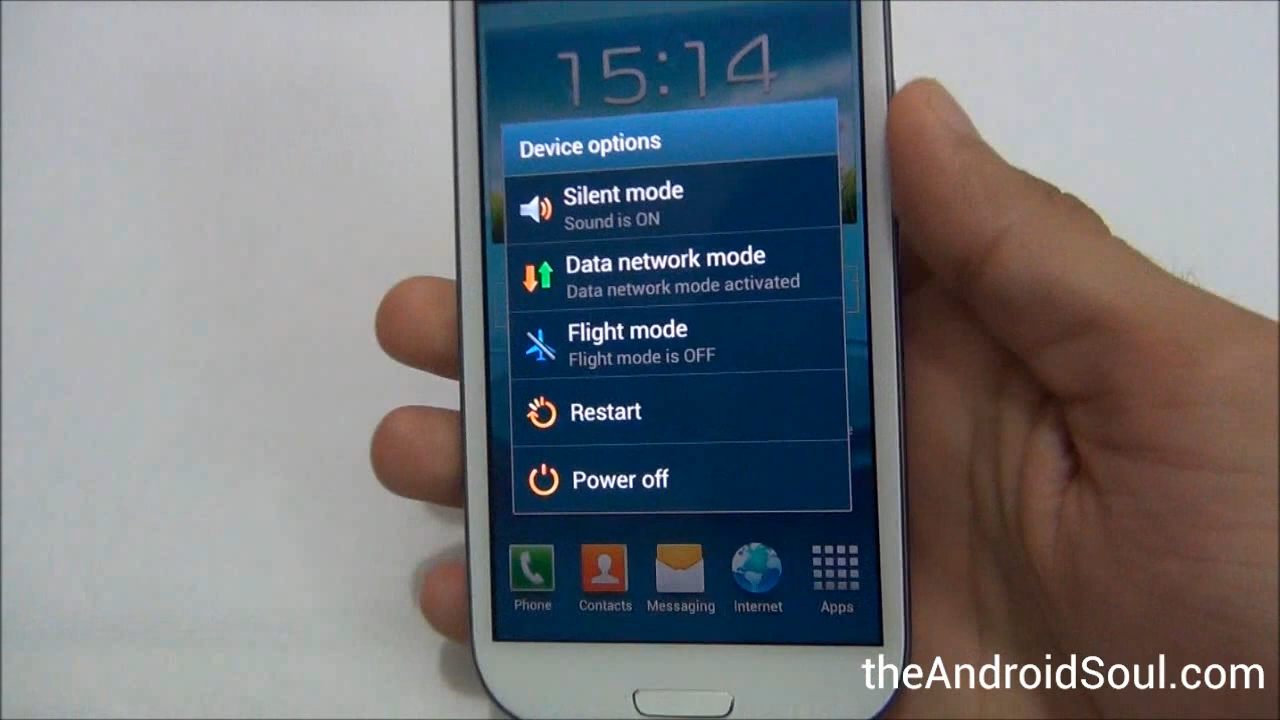 15:14
Device options
Silent mode
Sound is ON
Data network mode
Data network mode activated
Flight mode
Flight mode is OFF
Restart
Power off
Phone Contacts Messaging Internet Apps
theAndroidSoul.com